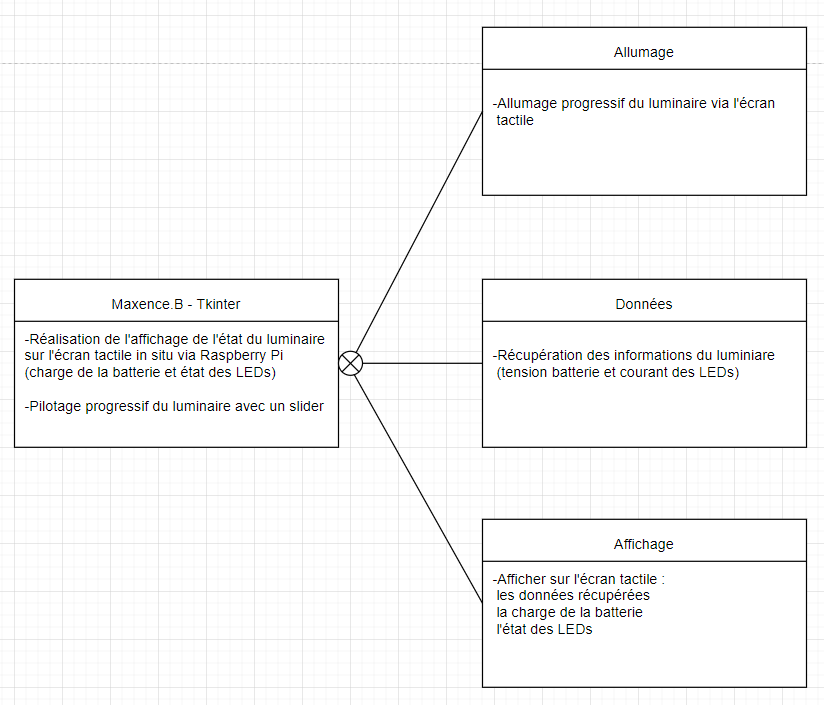 Allumage
-Allumage progressif du luminaire via l'écran
tactile
Maxence.B - Tkinter
-Réalisation de l'affichage de l'état du luminaire
sur l'écran tactile in situ via Raspberry Pi
(charge de la batterie et état des LEDs)
-Pilotage progressif du luminaire avec un slider
Données
-Récupération des informations du luminiare
(tension batterie et courant des LEDs)
Affichage
-Afficher sur l'écran tactile :
les données récupérées
la charge de la batterie
l'état des LEDs